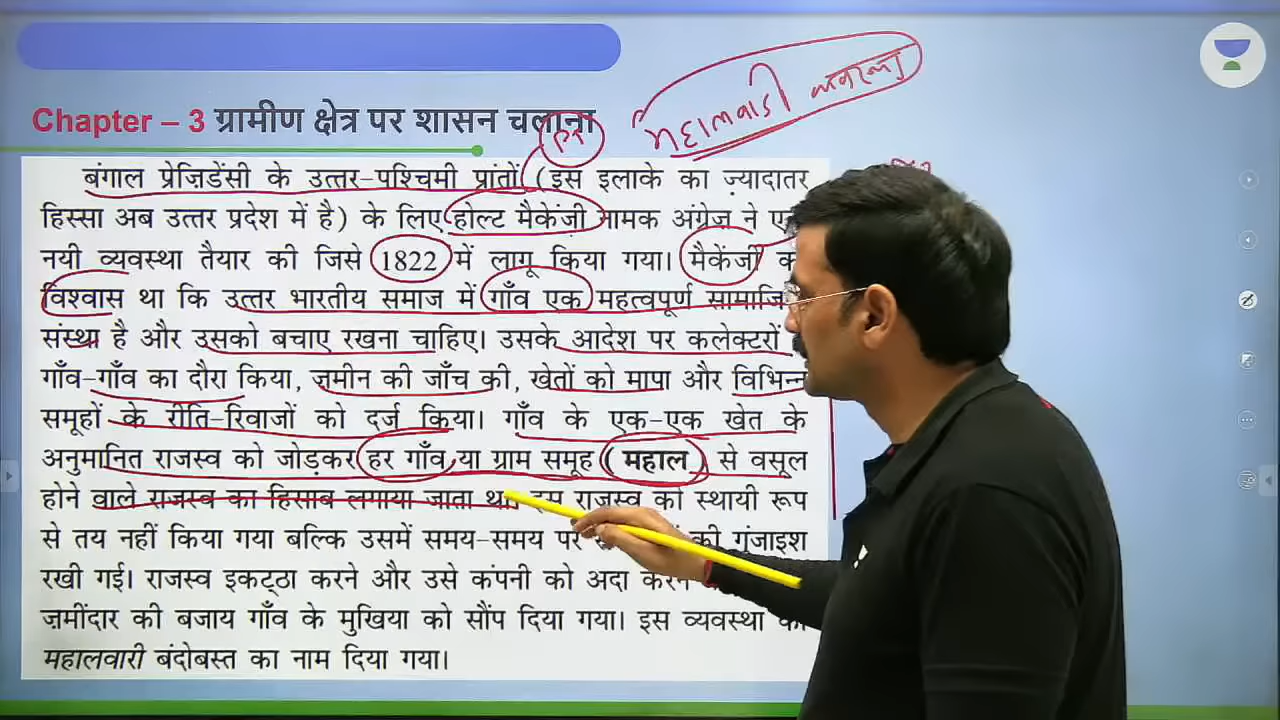 महालवाडी व्यवस्था
Chapter – 3 ग्रामीण क्षेत्र पर शासन चलाना
बंगाल प्रेज़िडेंसी के उत्तर-पश्चिमी प्रांतों (इस इलाके का ज़्यादातर
हिस्सा अब उत्तर प्रदेश में है) के लिए होल्ट मैकेंजी नामक अंग्रेज ने
नयी व्यवस्था तैयार की जिसे 1822 में लागू किया गया। मैकेंजी
विश्वास था कि उत्तर भारतीय समाज में गाँव एक महत्वपूर्ण
संस्था है और उसको बचाए रखना चाहिए। उसके आदेश पर कलेक्टरों
गाँव-गाँव का दौरा किया, ज़मीन की जाँच की, खेतों को मापा और विभिन्न
समूहों के रीति-रिवाजों को दर्ज किया। गाँव के एक-एक खेत के
अनुमानित राजस्व को जोड़कर हर गाँव या ग्राम समूह (महाल) से वसूल
होने वाले राजस्व का हिसाब लगाया जाता था। इस राजस्व को स्थायी रूप
से तय नहीं किया गया बल्कि उसमें समय-समय पर की गुंजाइश
रखी गई। राजस्व इकट्ठा करने और उसे कंपनी को अदा करने
ज़मींदार की बजाय गाँव के मुखिया को सौंप दिया गया। इस व्यवस्था को
महालवारी बंदोबस्त का नाम दिया गया।